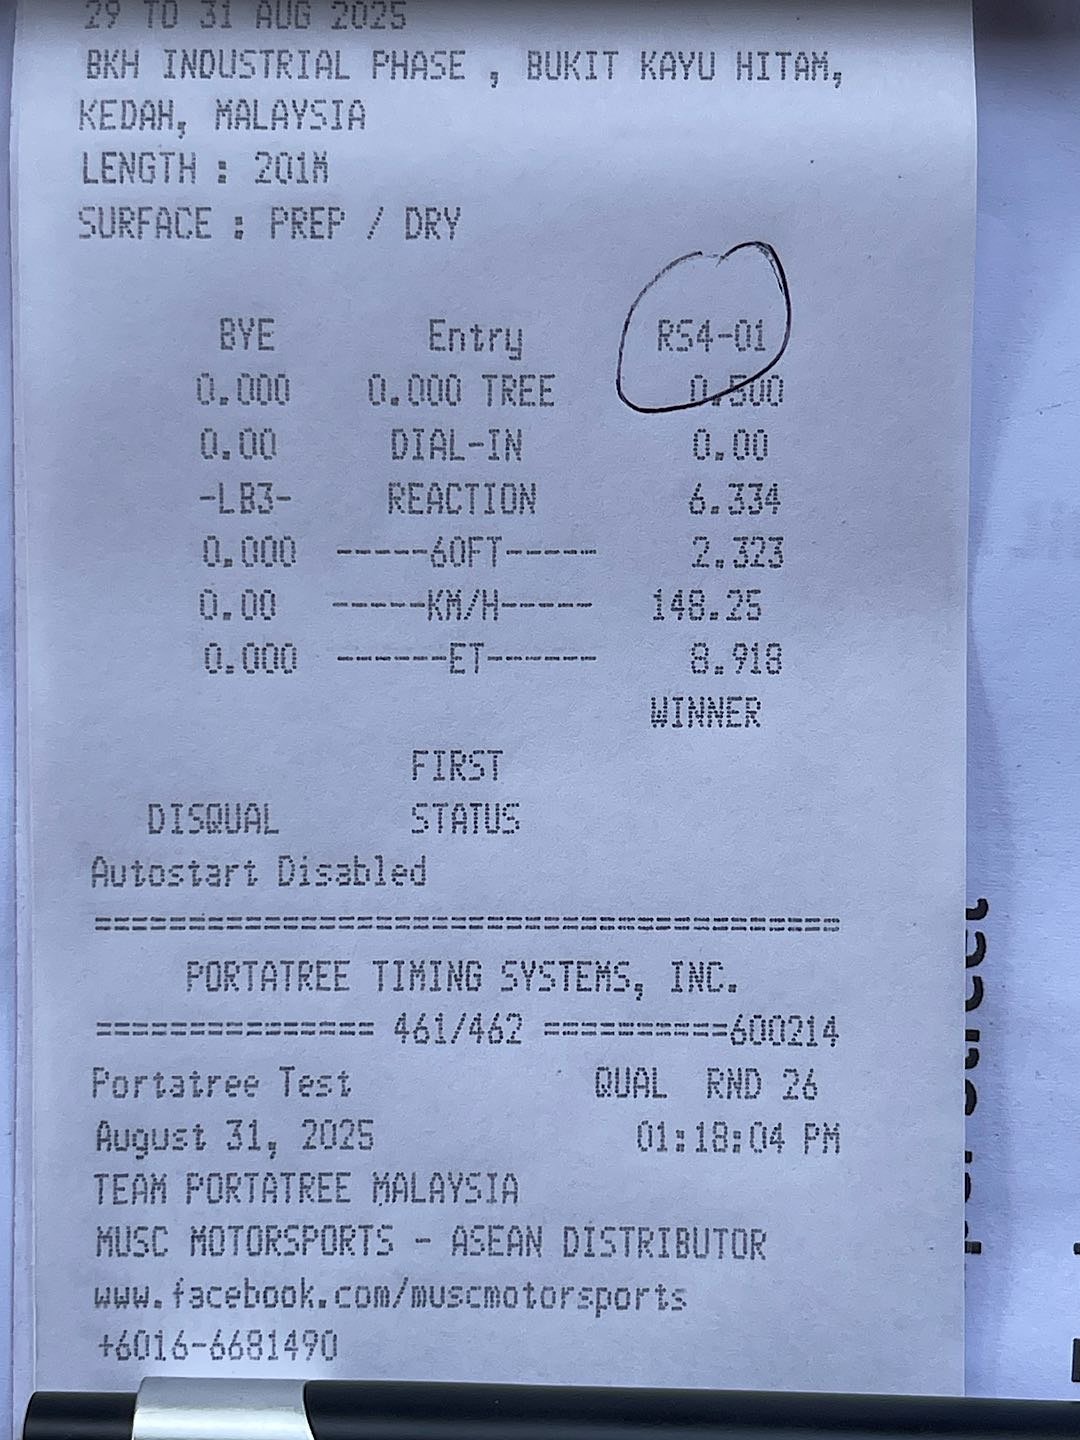 29 TO 31 AUG 2025
BKH INDUSTRIAL PHASE , BUKIT KAYU HITAM,
KEDAH, MALAYSIA
LENGTH : 201M
SURFACE : PREP / DRY
BYE Entry RS4-01
0.000 0.000 TREE 0.500
0.00 DIAL-IN 0.00
-LB3- REACTION 6.334
0.000 -----60FT----- 2.323
0.00 -----KM/H----- 148.25
0.000 ------ET------ 8.918
WINNER
FIRST
DISQUAL STATUS
Autostart Disabled
========================================
PORTATREE TIMING SYSTEMS, INC.
=============== 461/462 ==========600214
Portatree Test QUAL RND 26
August 31, 2025 01:18:04 PM
TEAM PORTATREE MALAYSIA
MUSC MOTORSPORTS - ASEAN DISTRIBUTOR
www.facebook.com/muscmotorsports
+6016-6681490